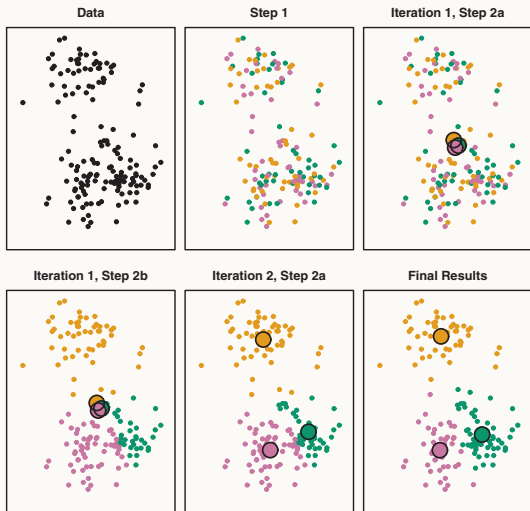 Data
Step 1
Iteration 1, Step 2a
Iteration 1, Step 2b
Iteration 2, Step 2a
Final Results